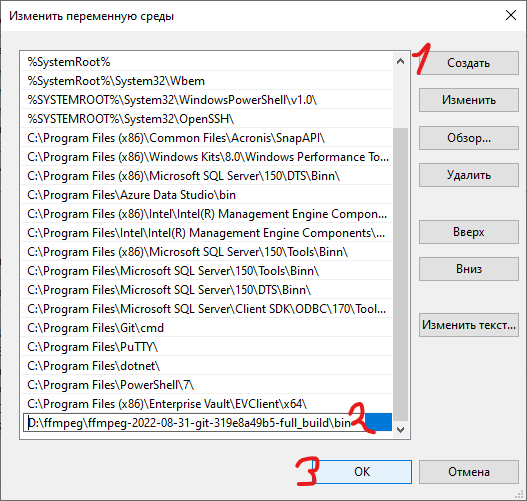 Изменить переменную среды
%SystemRoot%
%SystemRoot%\System32\Wbem
%SYSTEMROOT%\System32\WindowsPowerShell\v1.0\
%SYSTEMROOT%\System32\OpenSSH\
C:\Program Files (x86)\Common Files\Acronis\SnapAPI\
C:\Program Files (x86)\Windows Kits\8.0\Windows Performance To...
C:\Program Files (x86)\Microsoft SQL Server\150\DTS\Binn\
C:\Program Files\Azure Data Studio\bin
C:\Program Files (x86)\Intel\Intel(R) Management Engine Compon...
C:\Program Files\Intel\Intel(R) Management Engine Components\...
C:\Program Files (x86)\Microsoft SQL Server\150\Tools\Binn\
C:\Program Files\Microsoft SQL Server\150\Tools\Binn\
C:\Program Files\Microsoft SQL Server\150\DTS\Binn\
C:\Program Files\Microsoft SQL Server\Client SDK\ODBC\170\Tool...
C:\Program Files\Git\cmd
C:\Program Files\PuTTY\
C:\Program Files\dotnet\
C:\Program Files\PowerShell\7\
C:\Program Files (x86)\Enterprise Vault\EVClient\x64\
D:\ffmpeg\ffmpeg-2022-08-31-git-319e8a49b5-full_build\bin
2
1
Создать
Изменить
Обзор...
Удалить
Вверх
Вниз
Изменить текст...
3
ОК
Отмена